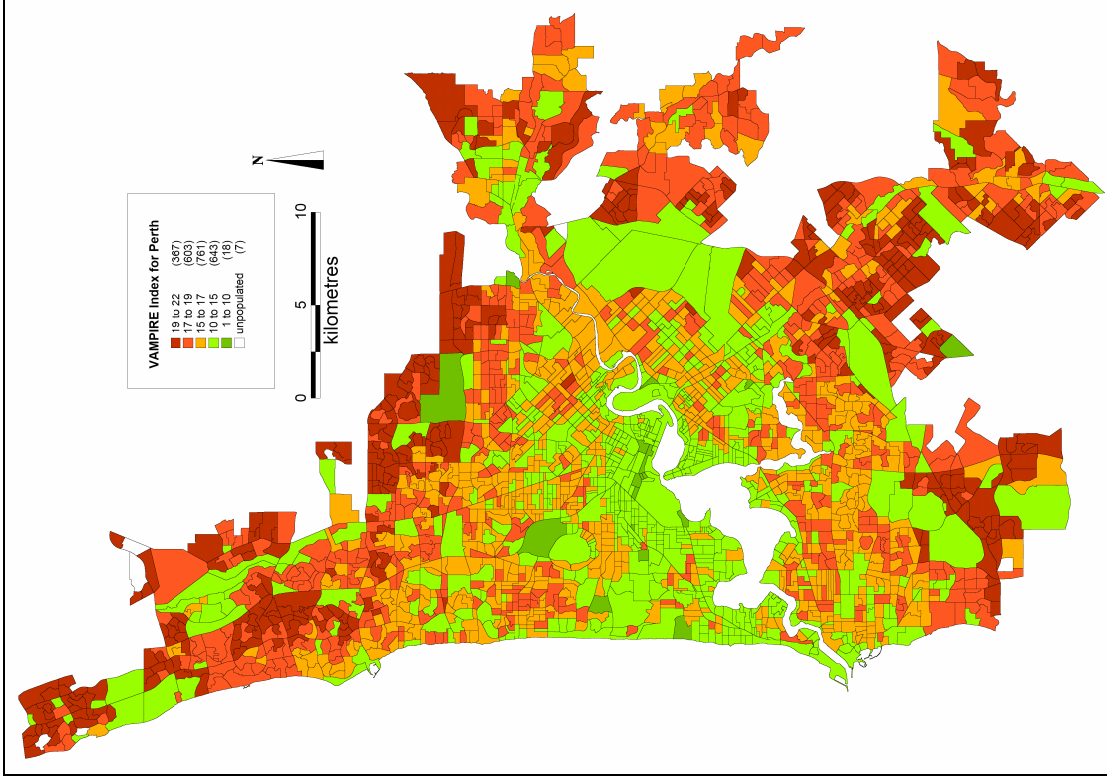 N
VAMPIRE Index for Perth
19 to 22 (367)
17 to 19 (603)
15 to 17 (761)
10 to 15 (643)
1 to 10 (18)
unpopulated (7)
0 5 10
kilometres